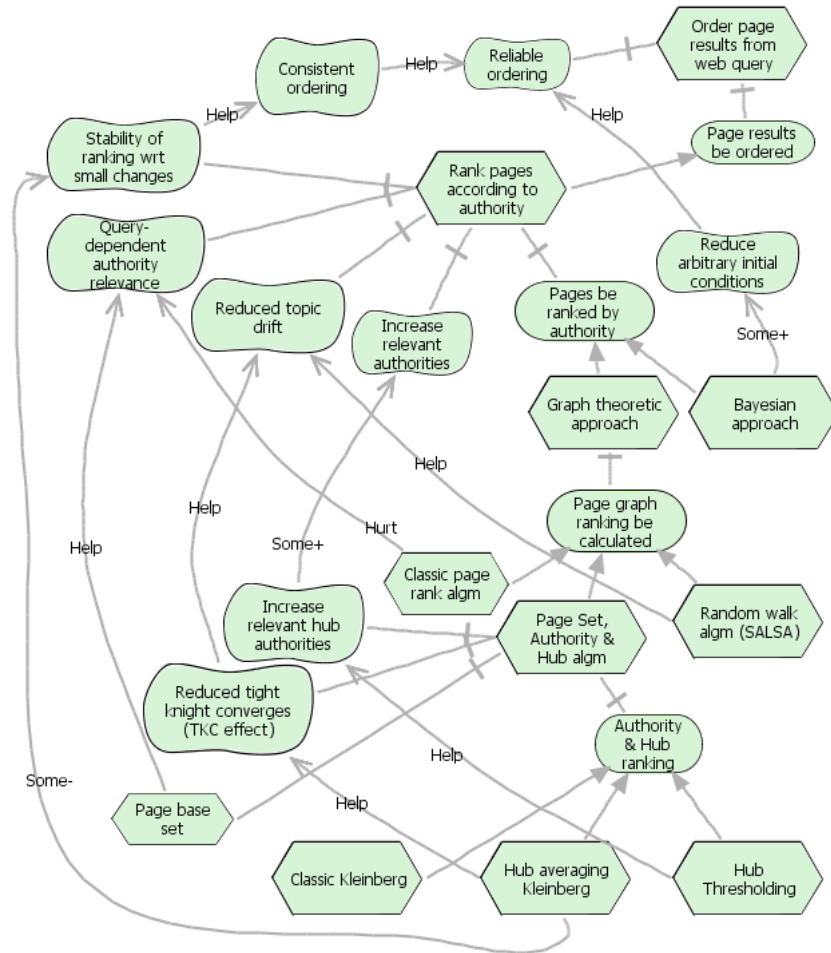 Order page
results from
web query
Reliable
ordering
Consistent
ordering
Help
Help
Help
Stability of
ranking wrt
small changes
Page results
be ordered
Rank pages
according to
authority
Query-
dependent
authority
relevance
Reduce
arbitrary initial
conditions
Reduced topic
drift
Pages be
ranked by
authority
Increase
relevant
authorities
Some+
Graph theoretic
approach
Bayesian
approach
Help
Help
Hurt
Page graph
ranking be
calculated
Help
Some+
Classic page
rank algm
Increase
relevant hub
authorities
Page Set,
Authority &
Hub algm
Random walk
algm (SALSA)
Reduced tight
knight converges
(TKC effect)
Authority
& Hub
ranking
Help
Some-
Help
Page base
set
Classic Kleinberg
Hub averaging
Kleinberg
Hub
Thresholding